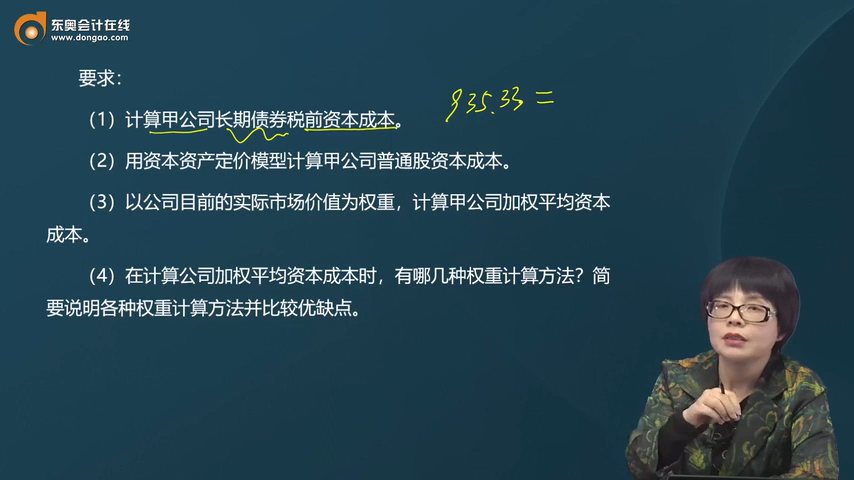 东奥会计在线
www.dongao.com
要求：
（1）计算甲公司长期债券税前资本成本。
935.33=
（2）用资本资产定价模型计算甲公司普通股资本成本。
（3）以公司目前的实际市场价值为权重，计算甲公司加权平均资本
成本。
（4）在计算公司加权平均资本成本时，有哪几种权重计算方法？简
要说明各种权重计算方法并比较优缺点。